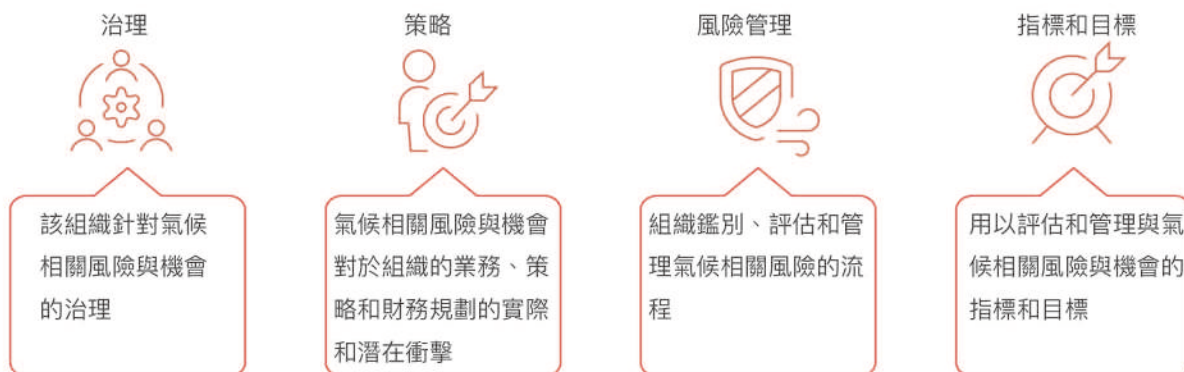 治理
該組織針對氣候
相關風險與機會
的治理
策略
氣候相關風險與機會
對於組織的業務、策
略和財務規劃的實際
和潛在衝擊
風險管理
組織鑑別、評估和管
理氣候相關風險的流
程
指標和目標
用以評估和管理與氣
候相關風險與機會的
指標和目標